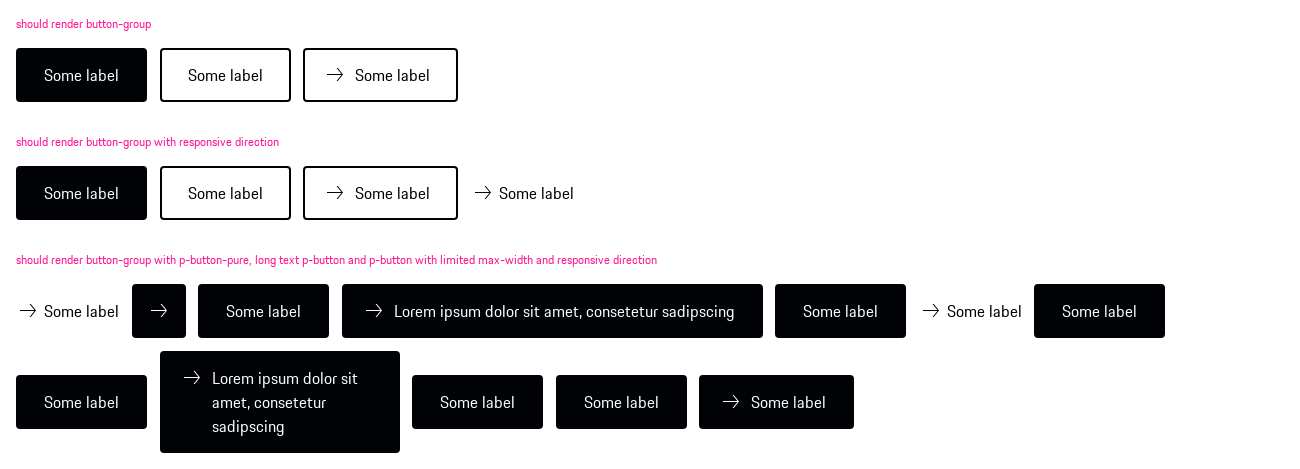 should render button-group
Some label Some label Some label
should render button-group with responsive direction
Some label Some label Some label Some label
should render button-group with p-button-pure, long text p-button and p-button with limited max-width and responsive direction
Some label Some label Lorem ipsum dolor sit amet, consetetur sadipscing Some label Some label Some label
Some label Lorem ipsum dolor sit
amet, consetetur
sadipscing
Some label Some label Some label